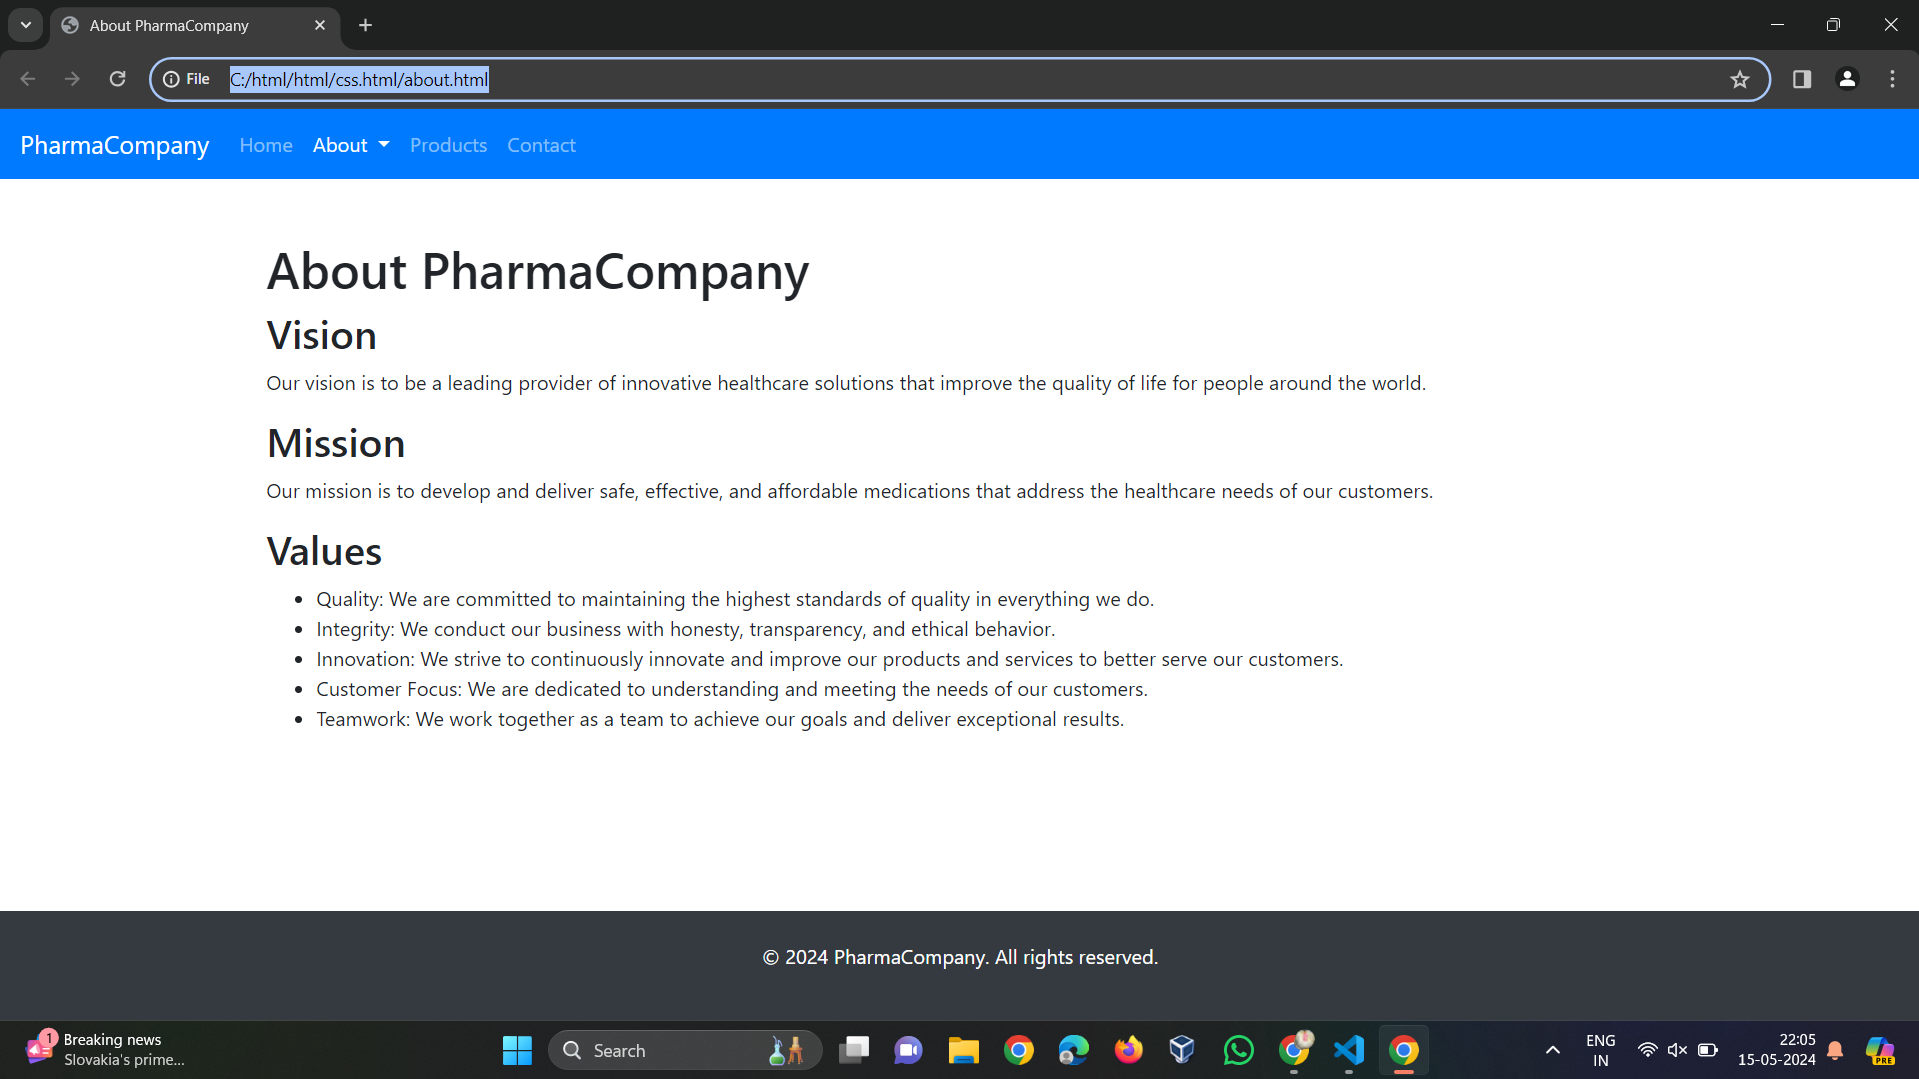 About PharmaCompany
File C:/html/html/css.html/about.html
PharmaCompany Home About Products Contact
About PharmaCompany
Vision
Our vision is to be a leading provider of innovative healthcare solutions that improve the quality of life for people around the world.
Mission
Our mission is to develop and deliver safe, effective, and affordable medications that address the healthcare needs of our customers.
Values
• Quality: We are committed to maintaining the highest standards of quality in everything we do.
• Integrity: We conduct our business with honesty, transparency, and ethical behavior.
• Innovation: We strive to continuously innovate and improve our products and services to better serve our customers.
• Customer Focus: We are dedicated to understanding and meeting the needs of our customers.
• Teamwork: We work together as a team to achieve our goals and deliver exceptional results.
© 2024 PharmaCompany. All rights reserved.
1
Breaking news
Slovakia's prime...
Search
ENG
IN
22:05
15-05-2024
PRE